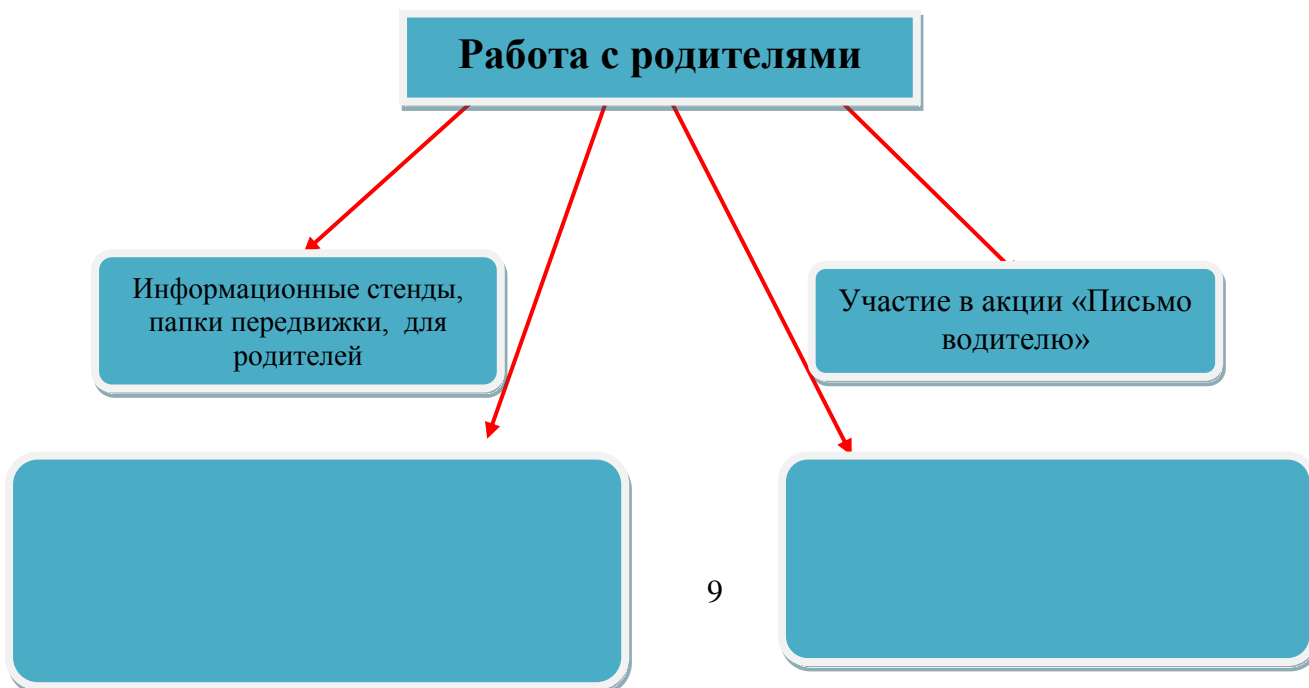 Работа с родителями
Информационные стенды,
папки передвижки, для
родителей
Участие в акции «Письмо
водителю»
9